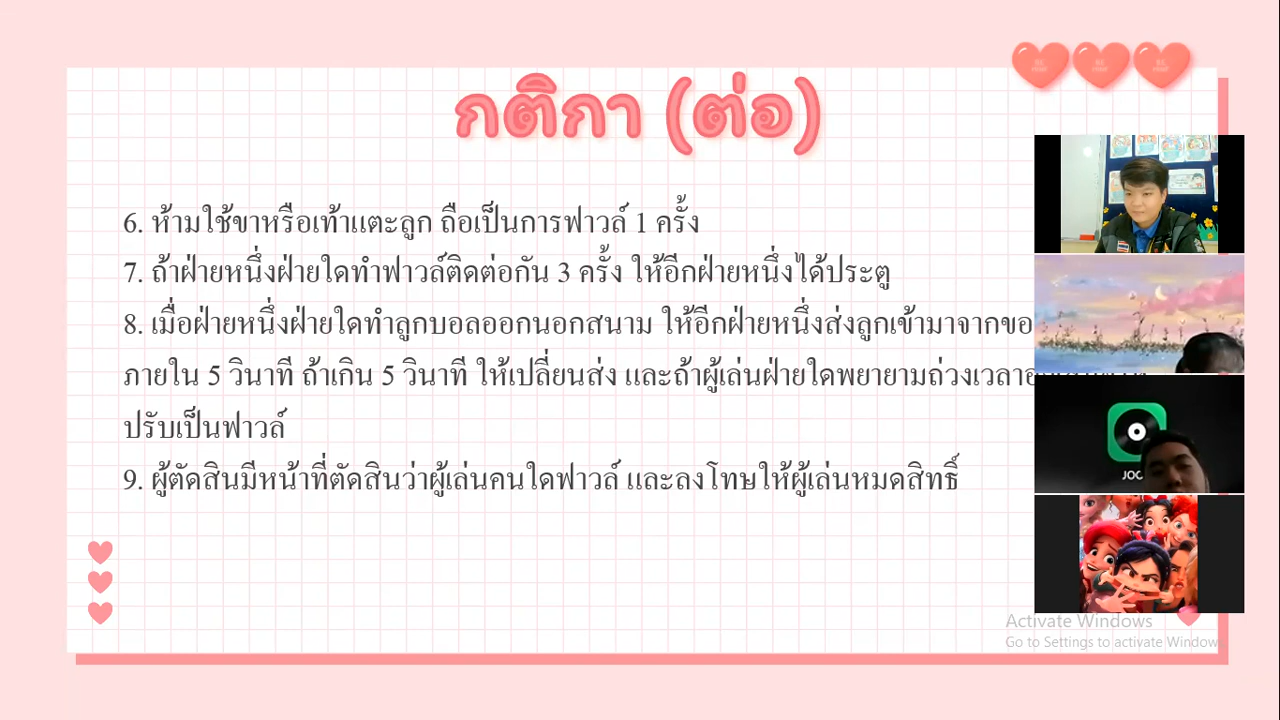 กติกา (ต่อ)
6. ห้ามใช้ขาหรือเท้าแตะลูก ถือเป็นการฟาวล์ 1 ครั้ง
7. ถ้าฝ่ายหนึ่งฝ่ายใดทำฟาวล์ติดต่อกัน 3 ครั้ง ให้อีกฝ่ายหนึ่งได้ประตู
8. เมื่อฝ่ายหนึ่งฝ่ายใดทำลูกบอลออกนอกสนาม ให้อีกฝ่ายหนึ่งส่งลูกเข้ามาจาก
ภายใน 5 วินาที ถ้าเกิน 5 วินาที ให้เปลี่ยนส่ง และถ้าผู้เล่นฝ่ายใดพยายามถ่วงเวลา
ปรับเป็นฟาวล์
9. ผู้ตัดสินมีหน้าที่ตัดสินว่าผู้เล่นคนใดฟาวล์ และลงโทษให้ผู้เล่นหมดสิทธิ์
Activate Windows
Go to Settings to activate Windows